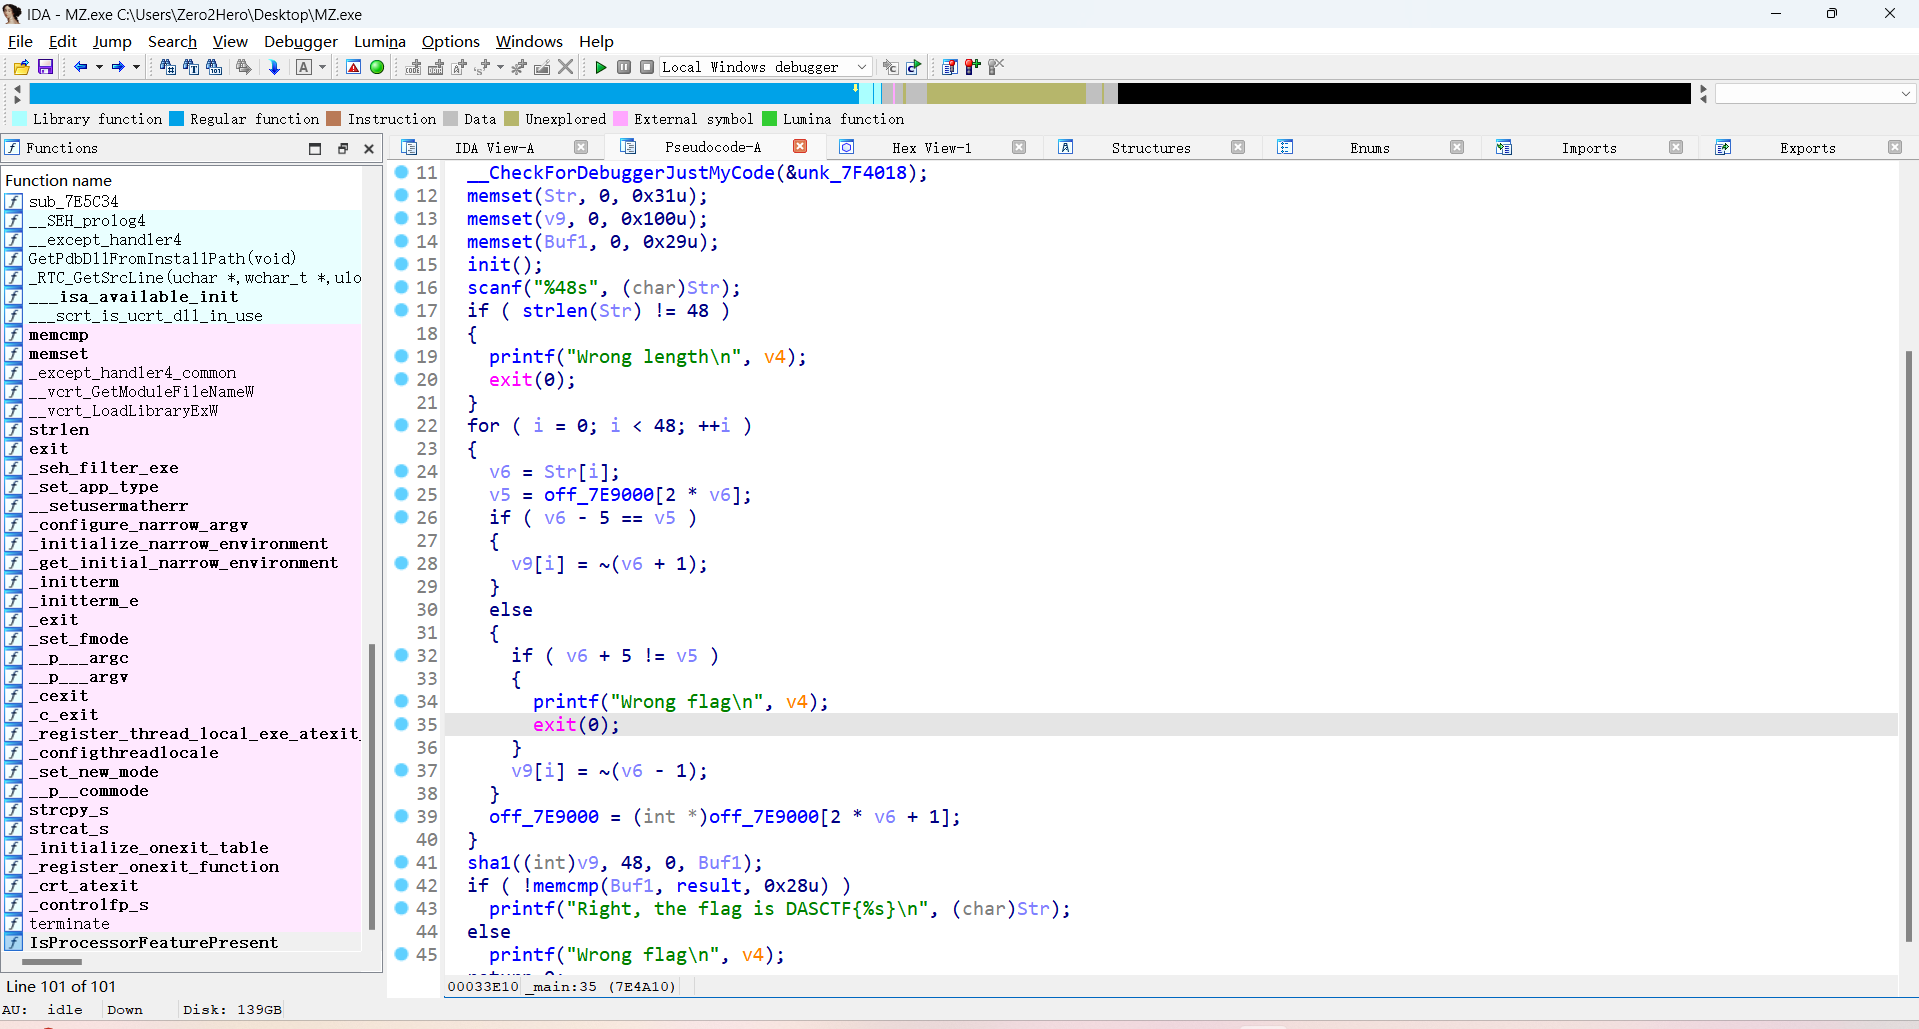 IDA - MZ.exe C:\Users\Zero2Hero\Desktop\MZ.exe
File Edit Jump Search View Debugger Lumina Options Windows Help
Local Windows debugger
Library function Regular function Instruction Data Unexplored External symbol Lumina function
Functions
IDA View-A Pseudocode-A Hex View-1 Structures Enums Imports Exports
Function name
sub_7E5C34
__SEH_prolog4
__except_handler4
GetPdbDllFromInstallPath(void)
_RTC_GetSrcLine(uchar *,wchar_t *,ulo
___isa_available_init
___scrt_is_ucrt_dll_in_use
memcmp
memset
_except_handler4_common
__vcrt_GetModuleFileNameW
__vcrt_LoadLibraryExW
strlen
exit
_seh_filter_exe
_set_app_type
__setusermatherr
_configure_narrow_argv
_initialize_narrow_environment
_get_initial_narrow_environment
_initterm
_initterm_e
_exit
_set_fmode
__p___argc
__p___argv
_cexit
_c_exit
_register_thread_local_exe_atexit_
_configthreadlocale
_set_new_mode
__p__commode
strcpy_s
strcat_s
_initialize_onexit_table
_register_onexit_function
_crt_atexit
_controlfp_s
terminate
IsProcessorFeaturePresent
Line 101 of 101
11 __CheckForDebuggerJustMyCode(&unk_7F4018);
12 memset(Str, 0, 0x31u);
13 memset(v9, 0, 0x100u);
14 memset(Buf1, 0, 0x29u);
15 init();
16 scanf("%48s", (char)Str);
17 if ( strlen(Str) != 48 )
18 {
19 printf("Wrong length\n", v4);
20 exit(0);
21 }
22 for ( i = 0; i < 48; ++i )
23 {
24 v6 = Str[i];
25 v5 = off_7E9000[2 * v6];
26 if ( v6 - 5 == v5 )
27 {
28 v9[i] = ~(v6 + 1);
29 }
30 else
31 {
32 if ( v6 + 5 != v5 )
33 {
34 printf("Wrong flag\n", v4);
35 exit(0);
36 }
37 v9[i] = ~(v6 - 1);
38 }
39 off_7E9000 = (int *)off_7E9000[2 * v6 + 1];
40 }
41 sha1((int)v9, 48, 0, Buf1);
42 if ( !memcmp(Buf1, result, 0x28u) )
43 printf("Right, the flag is DASCTF{%s}\n", (char)Str);
44 else
45 printf("Wrong flag\n", v4);
00033E10 _main:35 (7E4A10)
AU: idle Down Disk: 139GB